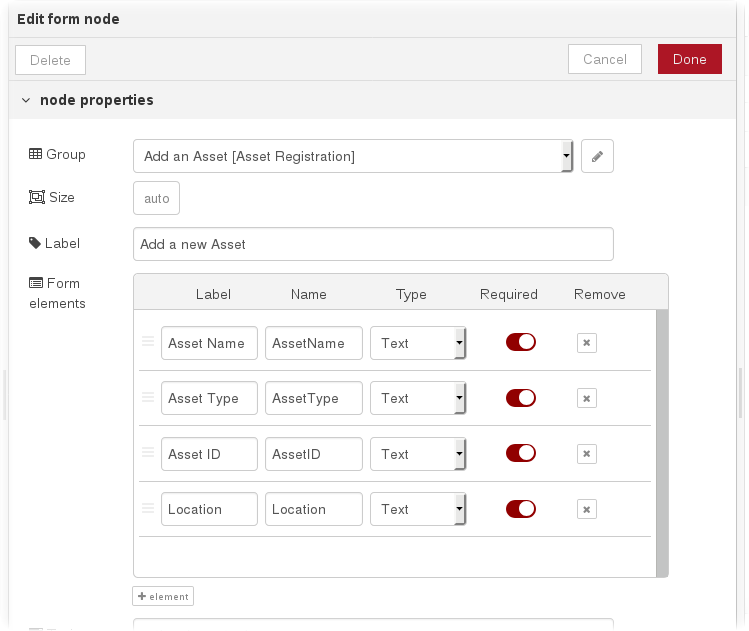 Edit form node
Delete Cancel Done
node properties
Group Add an Asset [Asset Registration]
Size auto
Label Add a new Asset
Form elements
Label Name Type Required Remove
Asset Name AssetName Text
Asset Type AssetType Text
Asset ID AssetID Text
Location Location Text
element